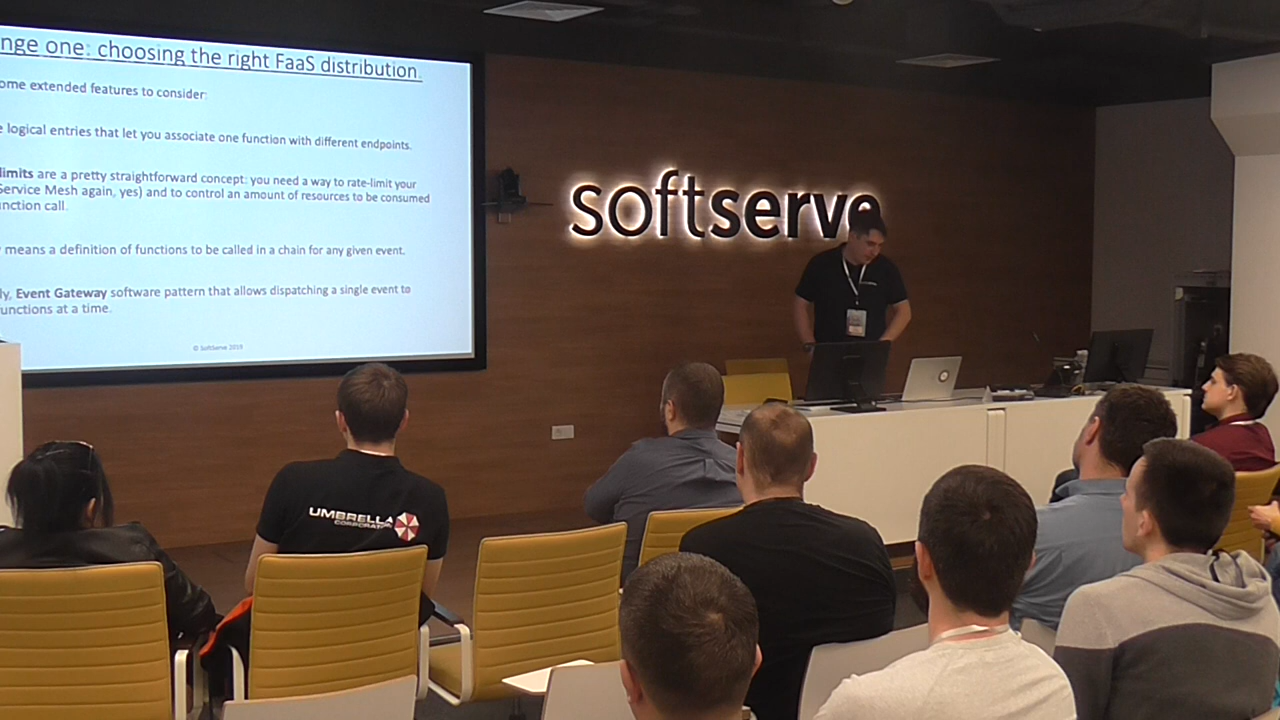 nge one: choosing the right FaaS distribution.
ome extended features to consider:
e logical entries that let you associate one function with different endpoints.
limits are a pretty straightforward concept: you need a way to rate-limit your
Service Mesh again, yes) and to control an amount of resources to be consumed
nction call.
y means a definition of functions to be called in a chain for any given event.
ly, Event Gateway software pattern that allows dispatching a single event to
unctions at a time.
© SoftServe 2019
softserve
UMBRELLA
CORPORATION